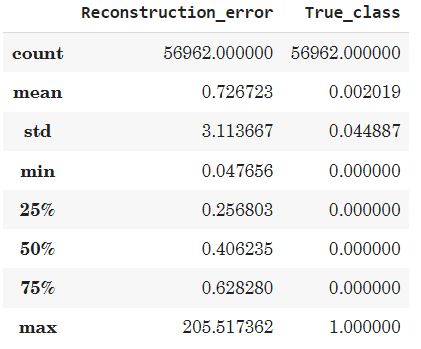 Reconstruction_error True_class
count 56962.000000 56962.000000
mean 0.726723 0.002019
std 3.113667 0.044887
min 0.047656 0.000000
25% 0.256803 0.000000
50% 0.406235 0.000000
75% 0.628280 0.000000
max 205.517362 1.000000